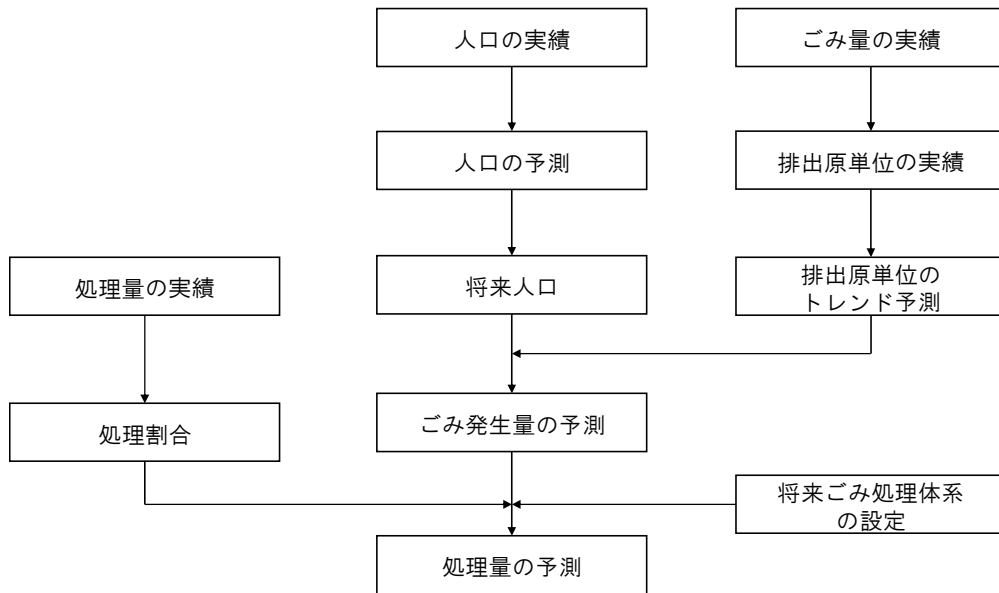 人口の実績
ごみ量の実績
人口の予測
排出原単位の実績
処理量の実績
将来人口
排出原単位の
トレンド予測
処理割合
ごみ発生量の予測
将来ごみ処理体系
の設定
処理量の予測